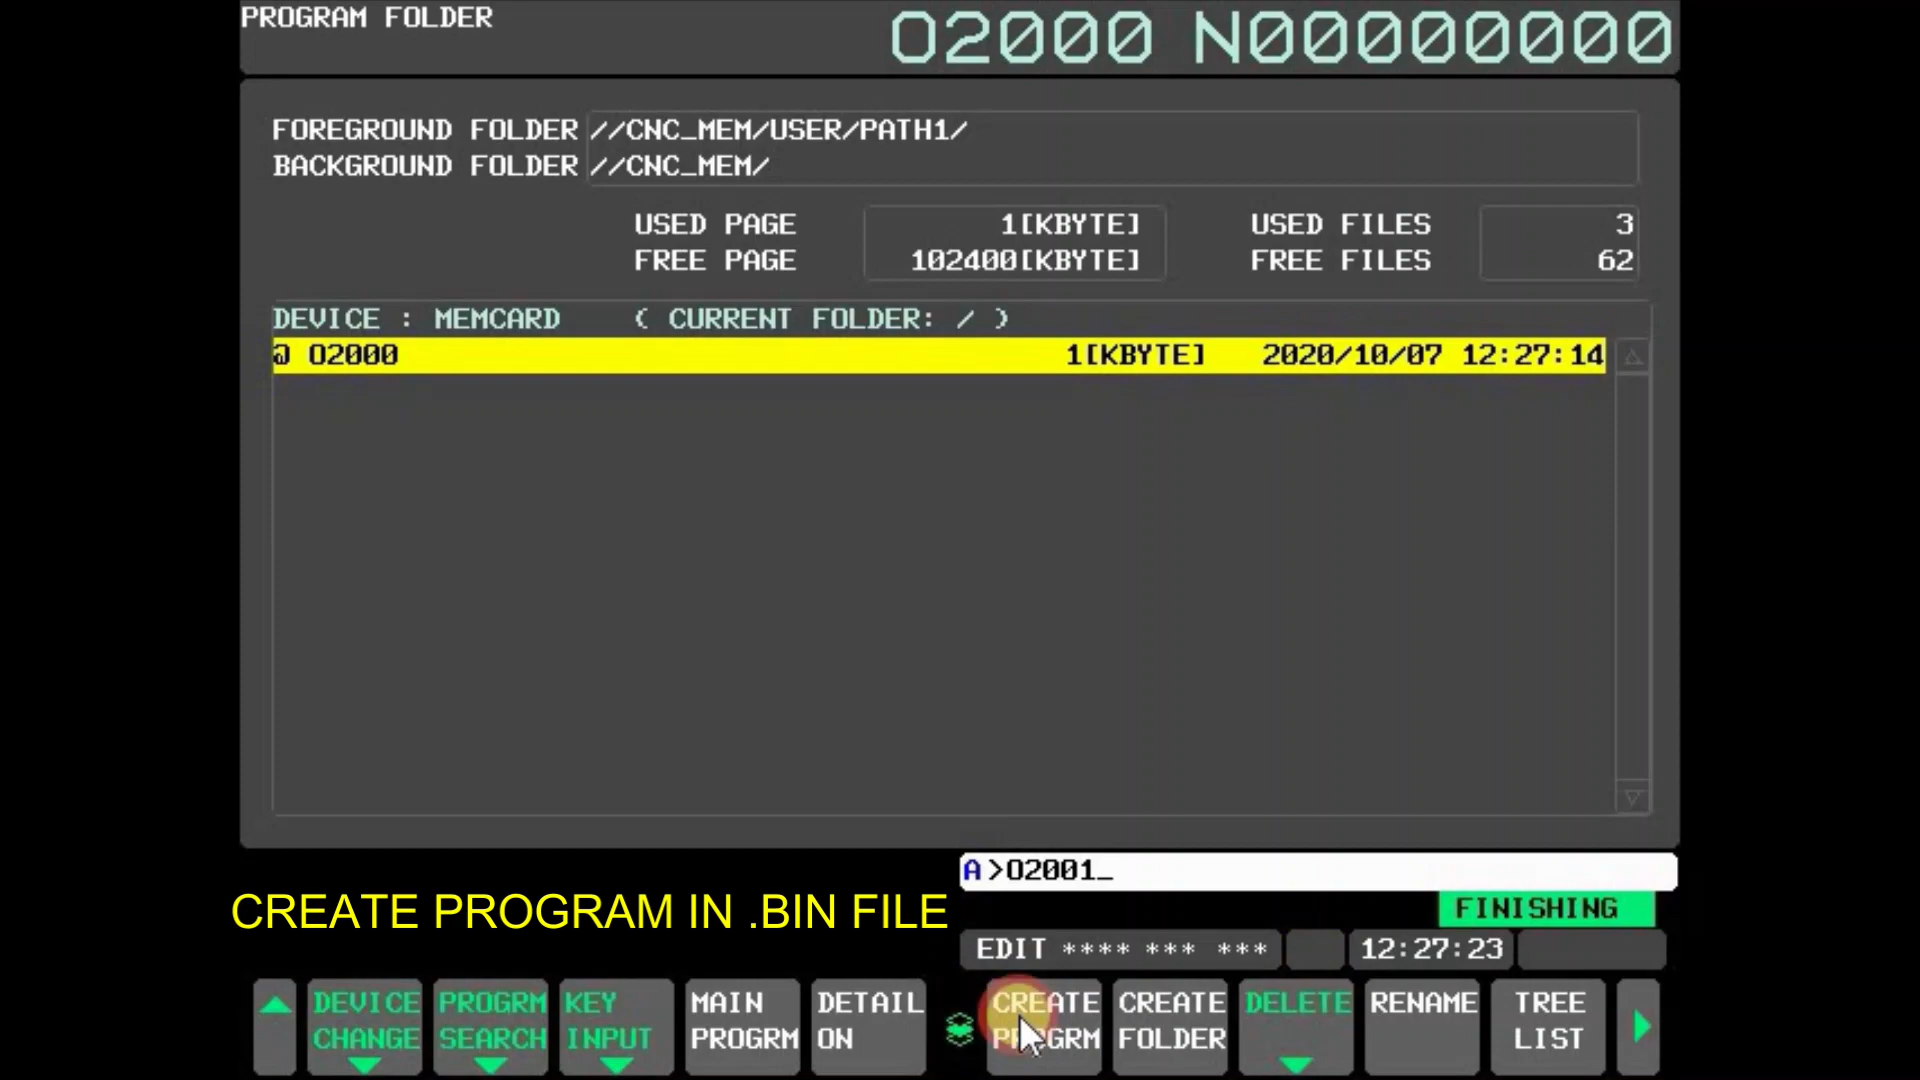 PROGRAM FOLDER
O2000 N00000000
FOREGROUND FOLDER //CNC_MEM/USER/PATH1/
BACKGROUND FOLDER //CNC_MEM/
USED PAGE 1[KBYTE] USED FILES 3
FREE PAGE 102400[KBYTE] FREE FILES 62
DEVICE : MEMCARD ( CURRENT FOLDER: / )
@ O2000 1[KBYTE] 2020/10/07 12:27:14
A >O2001_
CREATE PROGRAM IN .BIN FILE
FINISHING
EDIT **** *** *** 12:27:23
DEVICE CHANGE
PROGRM SEARCH
KEY INPUT
MAIN PROGRM
DETAIL ON
CREATE PROGRM
CREATE FOLDER
DELETE
RENAME
TREE LIST